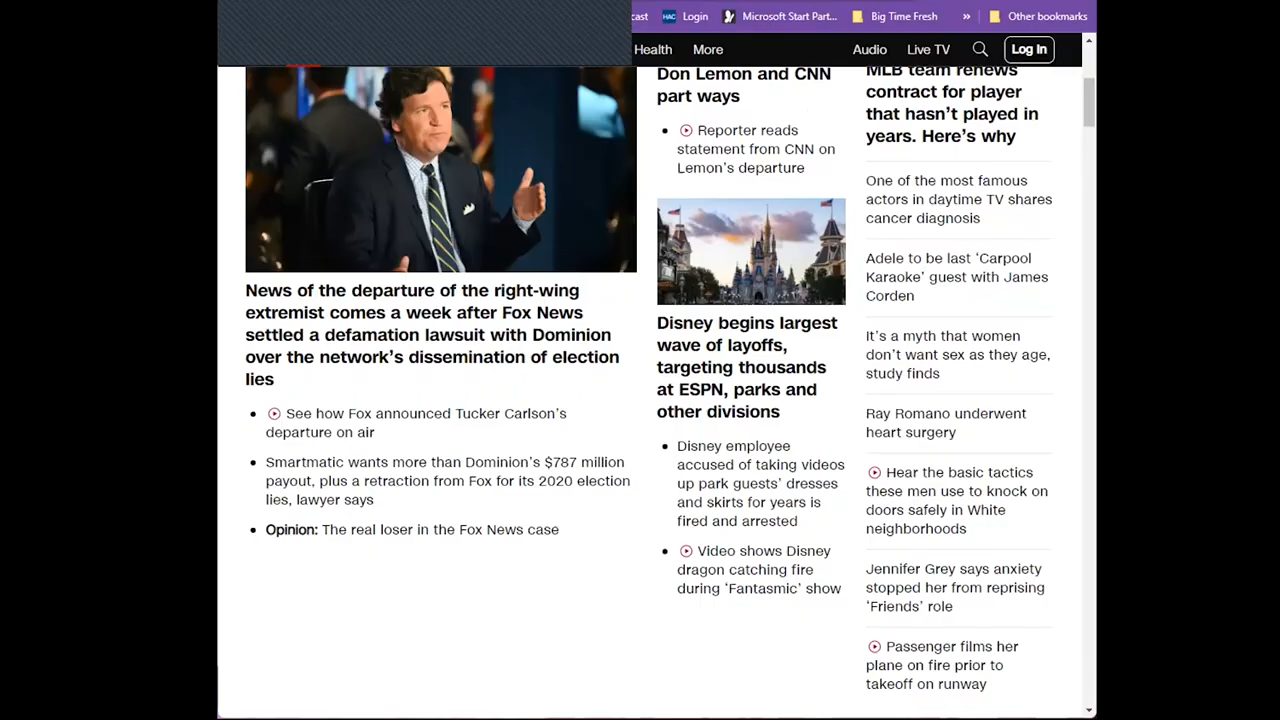 cast Login Microsoft Start Part... Big Time Fresh » Other bookmarks
HAC
Health More Audio Live TV Log In
News of the departure of the right-wing
extremist comes a week after Fox News
settled a defamation lawsuit with Dominion
over the network's dissemination of election
lies
See how Fox announced Tucker Carlson's
departure on air
Smartmatic wants more than Dominion's $787 million
payout, plus a retraction from Fox for its 2020 election
lies, lawyer says
Opinion: The real loser in the Fox News case
Don Lemon and CNN
part ways
Reporter reads
statement from CNN on
Lemon's departure
Disney begins largest
wave of layoffs,
targeting thousands
at ESPN, parks and
other divisions
Disney employee
accused of taking videos
up park guests' dresses
and skirts for years is
fired and arrested
Video shows Disney
dragon catching fire
during 'Fantasmic' show
MLB team renews
contract for player
that hasn't played in
years. Here's why
One of the most famous
actors in daytime TV shares
cancer diagnosis
Adele to be last 'Carpool
Karaoke' guest with James
Corden
It's a myth that women
don't want sex as they age,
study finds
Ray Romano underwent
heart surgery
Hear the basic tactics
these men use to knock on
doors safely in White
neighborhoods
Jennifer Grey says anxiety
stopped her from reprising
'Friends' role
Passenger films her
plane on fire prior to
takeoff on runway